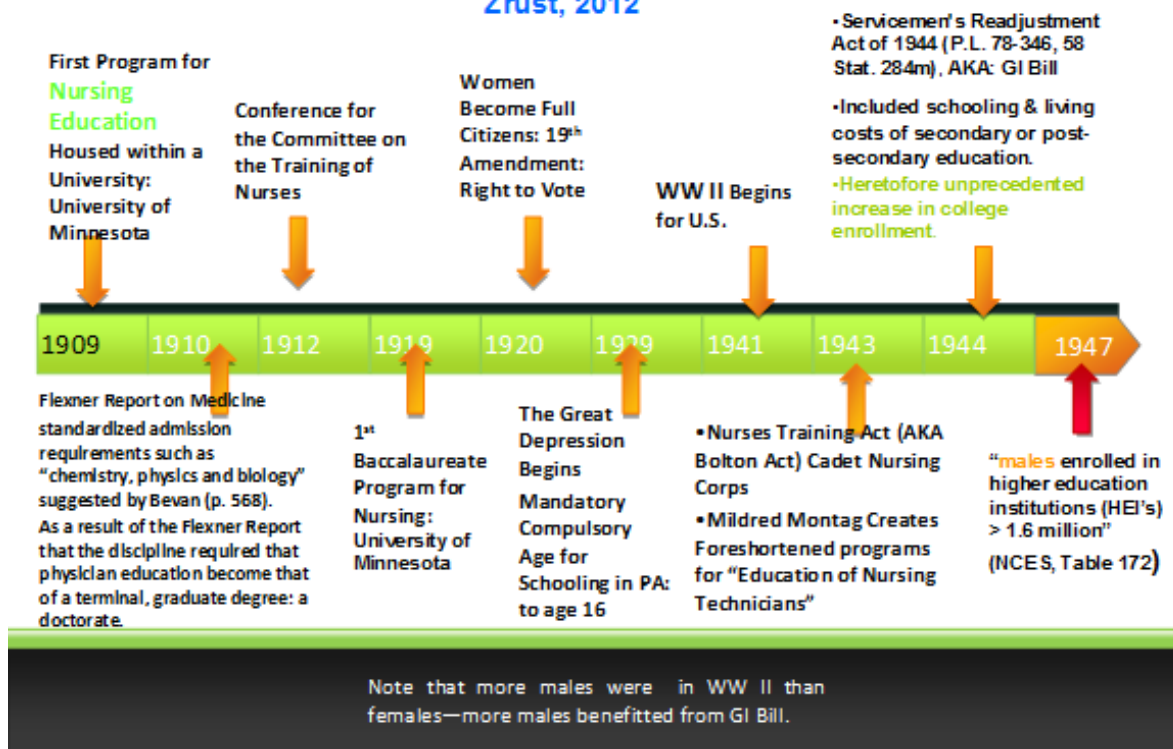 Zrust, 2012
First Program for
Nursing
Education
Housed within a
University:
University of
Minnesota
Conference for
the Committee on
the Training of
Nurses
Women
Become Full
Citizens: 19th
Amendment:
Right to Vote
WW II Begins
for U.S.
•Servicemen's Readjustment
Act of 1944 (P.L. 78-346, 58
Stat. 284m), AKA: GI Bill
•Included schooling & living
costs of secondary or post-
secondary education.
•Heretofore unprecedented
increase in college
enrollment.
1909 1910 1912 1919 1920 1929 1941 1943 1944 1947
Flexner Report on Medicine
standardized admission
requirements such as
“chemistry, physics and biology”
suggested by Bevan (p. 568).
As a result of the Flexner Report
that the discipline required that
physician education become that
of a terminal, graduate degree: a
doctorate.
1st
Baccalaureate
Program for
Nursing:
University of
Minnesota
The Great
Depression
Begins
Mandatory
Compulsory
Age for
Schooling in PA:
to age 16
•Nurses Training Act (AKA
Bolton Act) Cadet Nursing
Corps
•Mildred Montag Creates
Foreshortened programs
for “Education of Nursing
Technicians”
“males enrolled in
higher education
institutions (HEI’s)
> 1.6 million”
(NCES, Table 172)
Note that more males were in WW II than
females—more males benefitted from GI Bill.